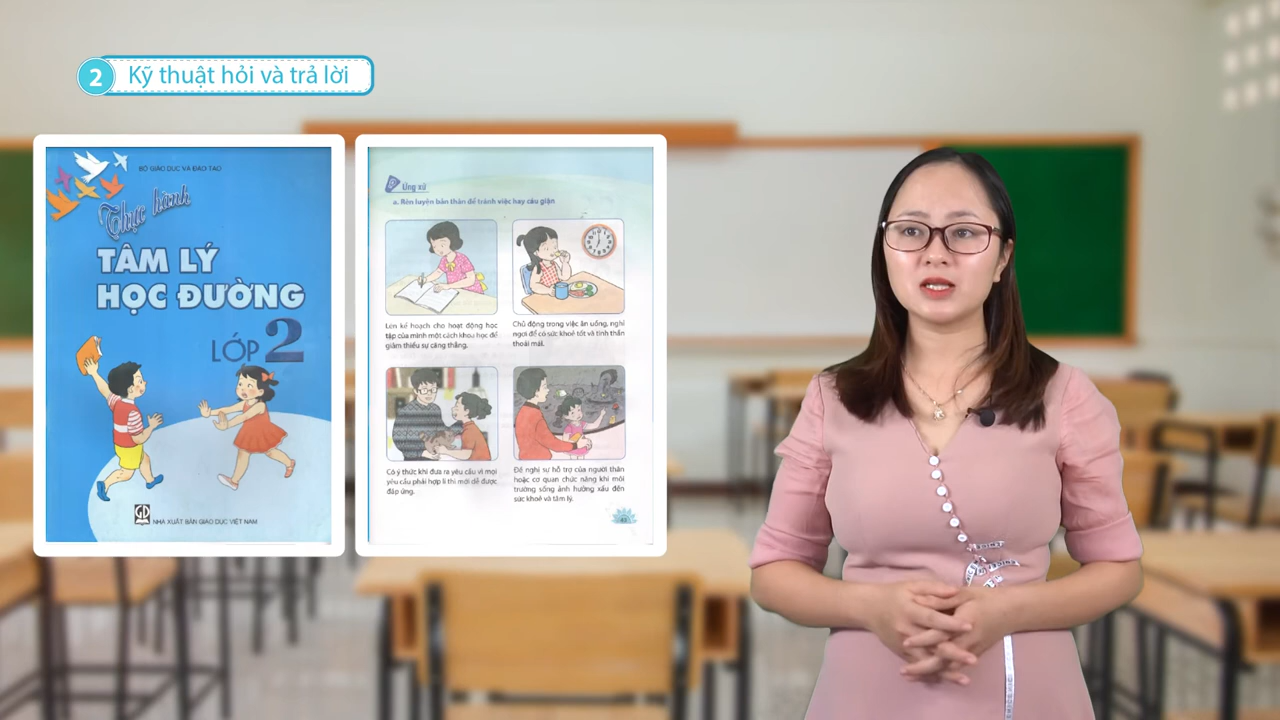 2 Kỹ thuật hỏi và trả lời
BỘ GIÁO DỤC VÀ ĐÀO TẠO
Thực hành
TÂM LÝ
HỌC ĐƯỜNG
LỚP 2
NHÀ XUẤT BẢN GIÁO DỤC VIỆT NAM
Ứng xử
a. Rèn luyện bản thân để tránh việc hay cáu giận
Lên kế hoạch cho hoạt động học
tập của mình một cách khoa học để
giảm thiểu sự căng thẳng.
Chủ động trong việc ăn uống, nghỉ
ngơi để có sức khoẻ tốt và tinh thần
thoải mái.
Có ý thức khi đưa ra yêu cầu vì mọi
yêu cầu phải hợp lí thì mới dễ được
đáp ứng.
Đề nghị sự hỗ trợ của người thân
hoặc cơ quan chức năng khi môi
trường sống ảnh hưởng xấu đến
sức khoẻ và tâm lý.
43